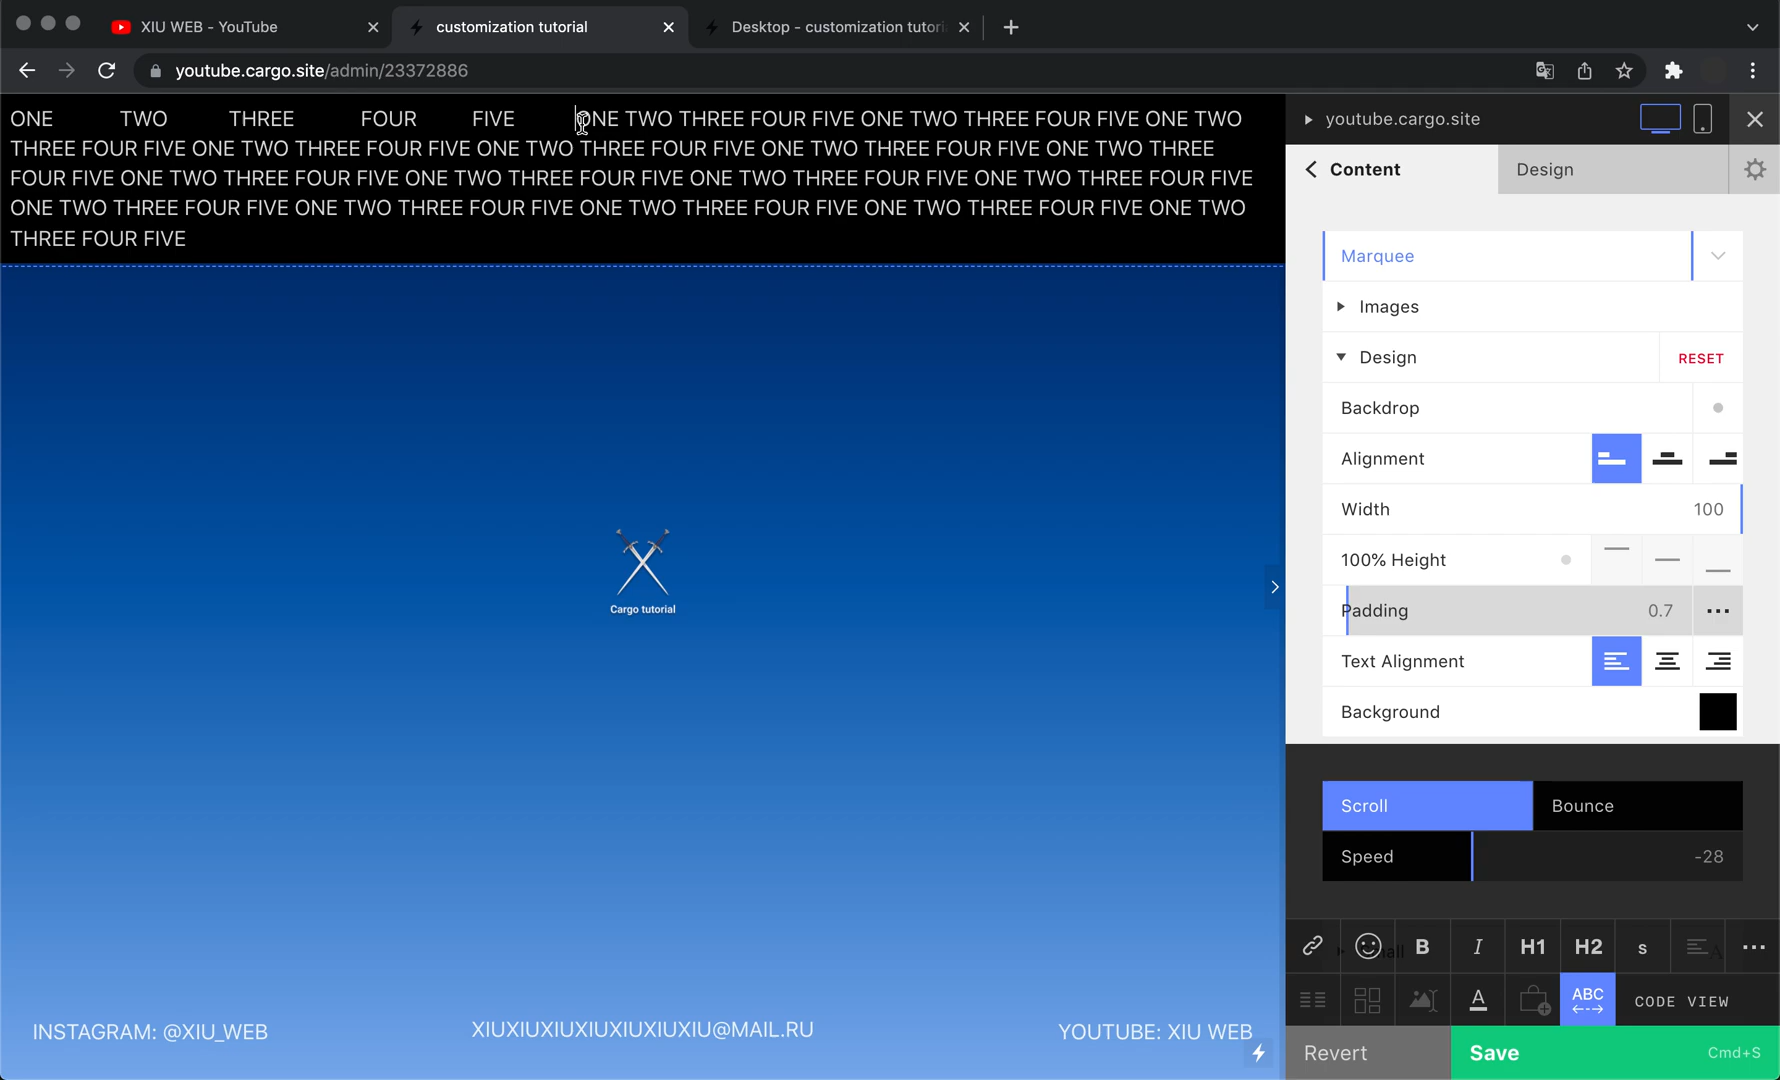 XIU WEB - YouTube
customization tutorial
Desktop - customization tutori
youtube.cargo.site/admin/23372886
ONE TWO THREE FOUR FIVE ONE TWO THREE FOUR FIVE ONE TWO THREE FOUR FIVE ONE TWO
THREE FOUR FIVE ONE TWO THREE FOUR FIVE ONE TWO THREE FOUR FIVE ONE TWO THREE FOUR FIVE ONE TWO THREE
FOUR FIVE ONE TWO THREE FOUR FIVE ONE TWO THREE FOUR FIVE ONE TWO THREE FOUR FIVE ONE TWO THREE FOUR FIVE
ONE TWO THREE FOUR FIVE ONE TWO THREE FOUR FIVE ONE TWO THREE FOUR FIVE ONE TWO THREE FOUR FIVE ONE TWO
THREE FOUR FIVE
Cargo tutorial
INSTAGRAM: @XIU_WEB
XIUXIUXIUXIUXIUXIUXIU@MAIL.RU
YOUTUBE: XIU WEB
youtube.cargo.site
Content
Design
Marquee
Images
Design RESET
Backdrop
Alignment
Width 100
100% Height
Padding 0.7
Text Alignment
Background
Scroll Bounce
Speed -28
B I H1 H2 s
A ABC CODE VIEW
Revert Save Cmd+S